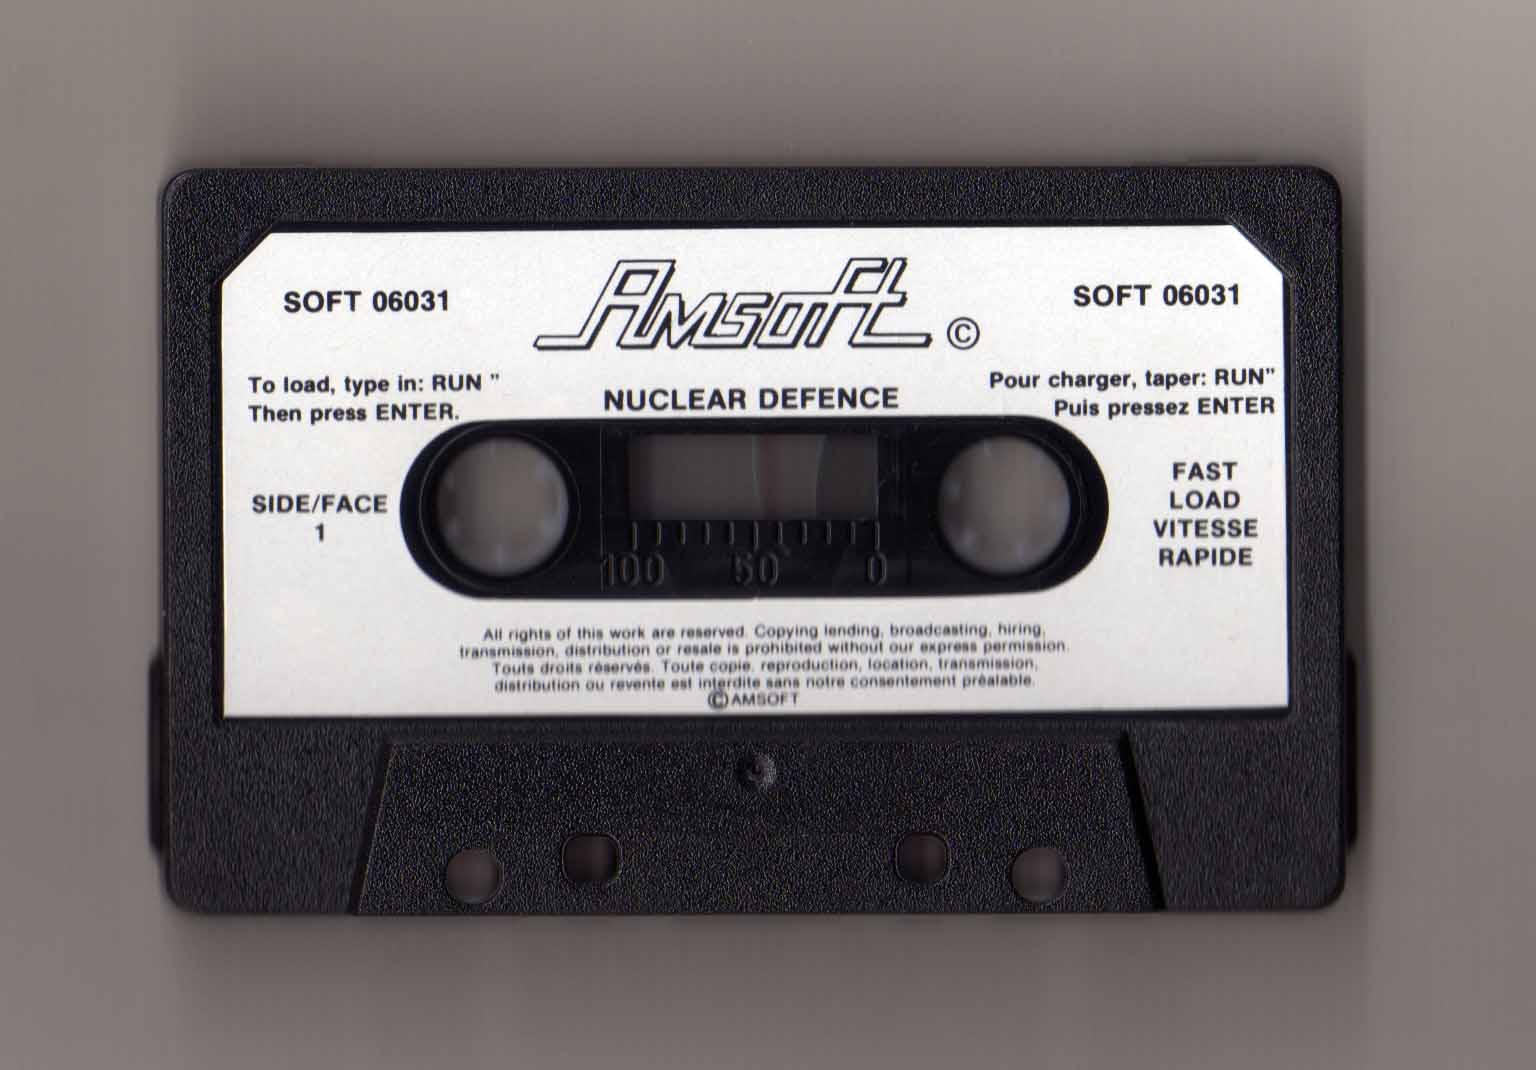 SOFT 06031
Amsoft ©
SOFT 06031
To load, type in: RUN "
Then press ENTER.
NUCLEAR DEFENCE
Pour charger, taper: RUN"
Puis pressez ENTER
SIDE/FACE
1
FAST
LOAD
VITESSE
RAPIDE
100 50 0
All rights of this work are reserved. Copying lending, broadcasting, hiring,
transmission, distribution or resale is prohibited without our express permission.
Touts droits réservés. Toute copie, reproduction, location, transmission,
distribution ou revente est interdite sans notre consentement préalable.
©AMSOFT